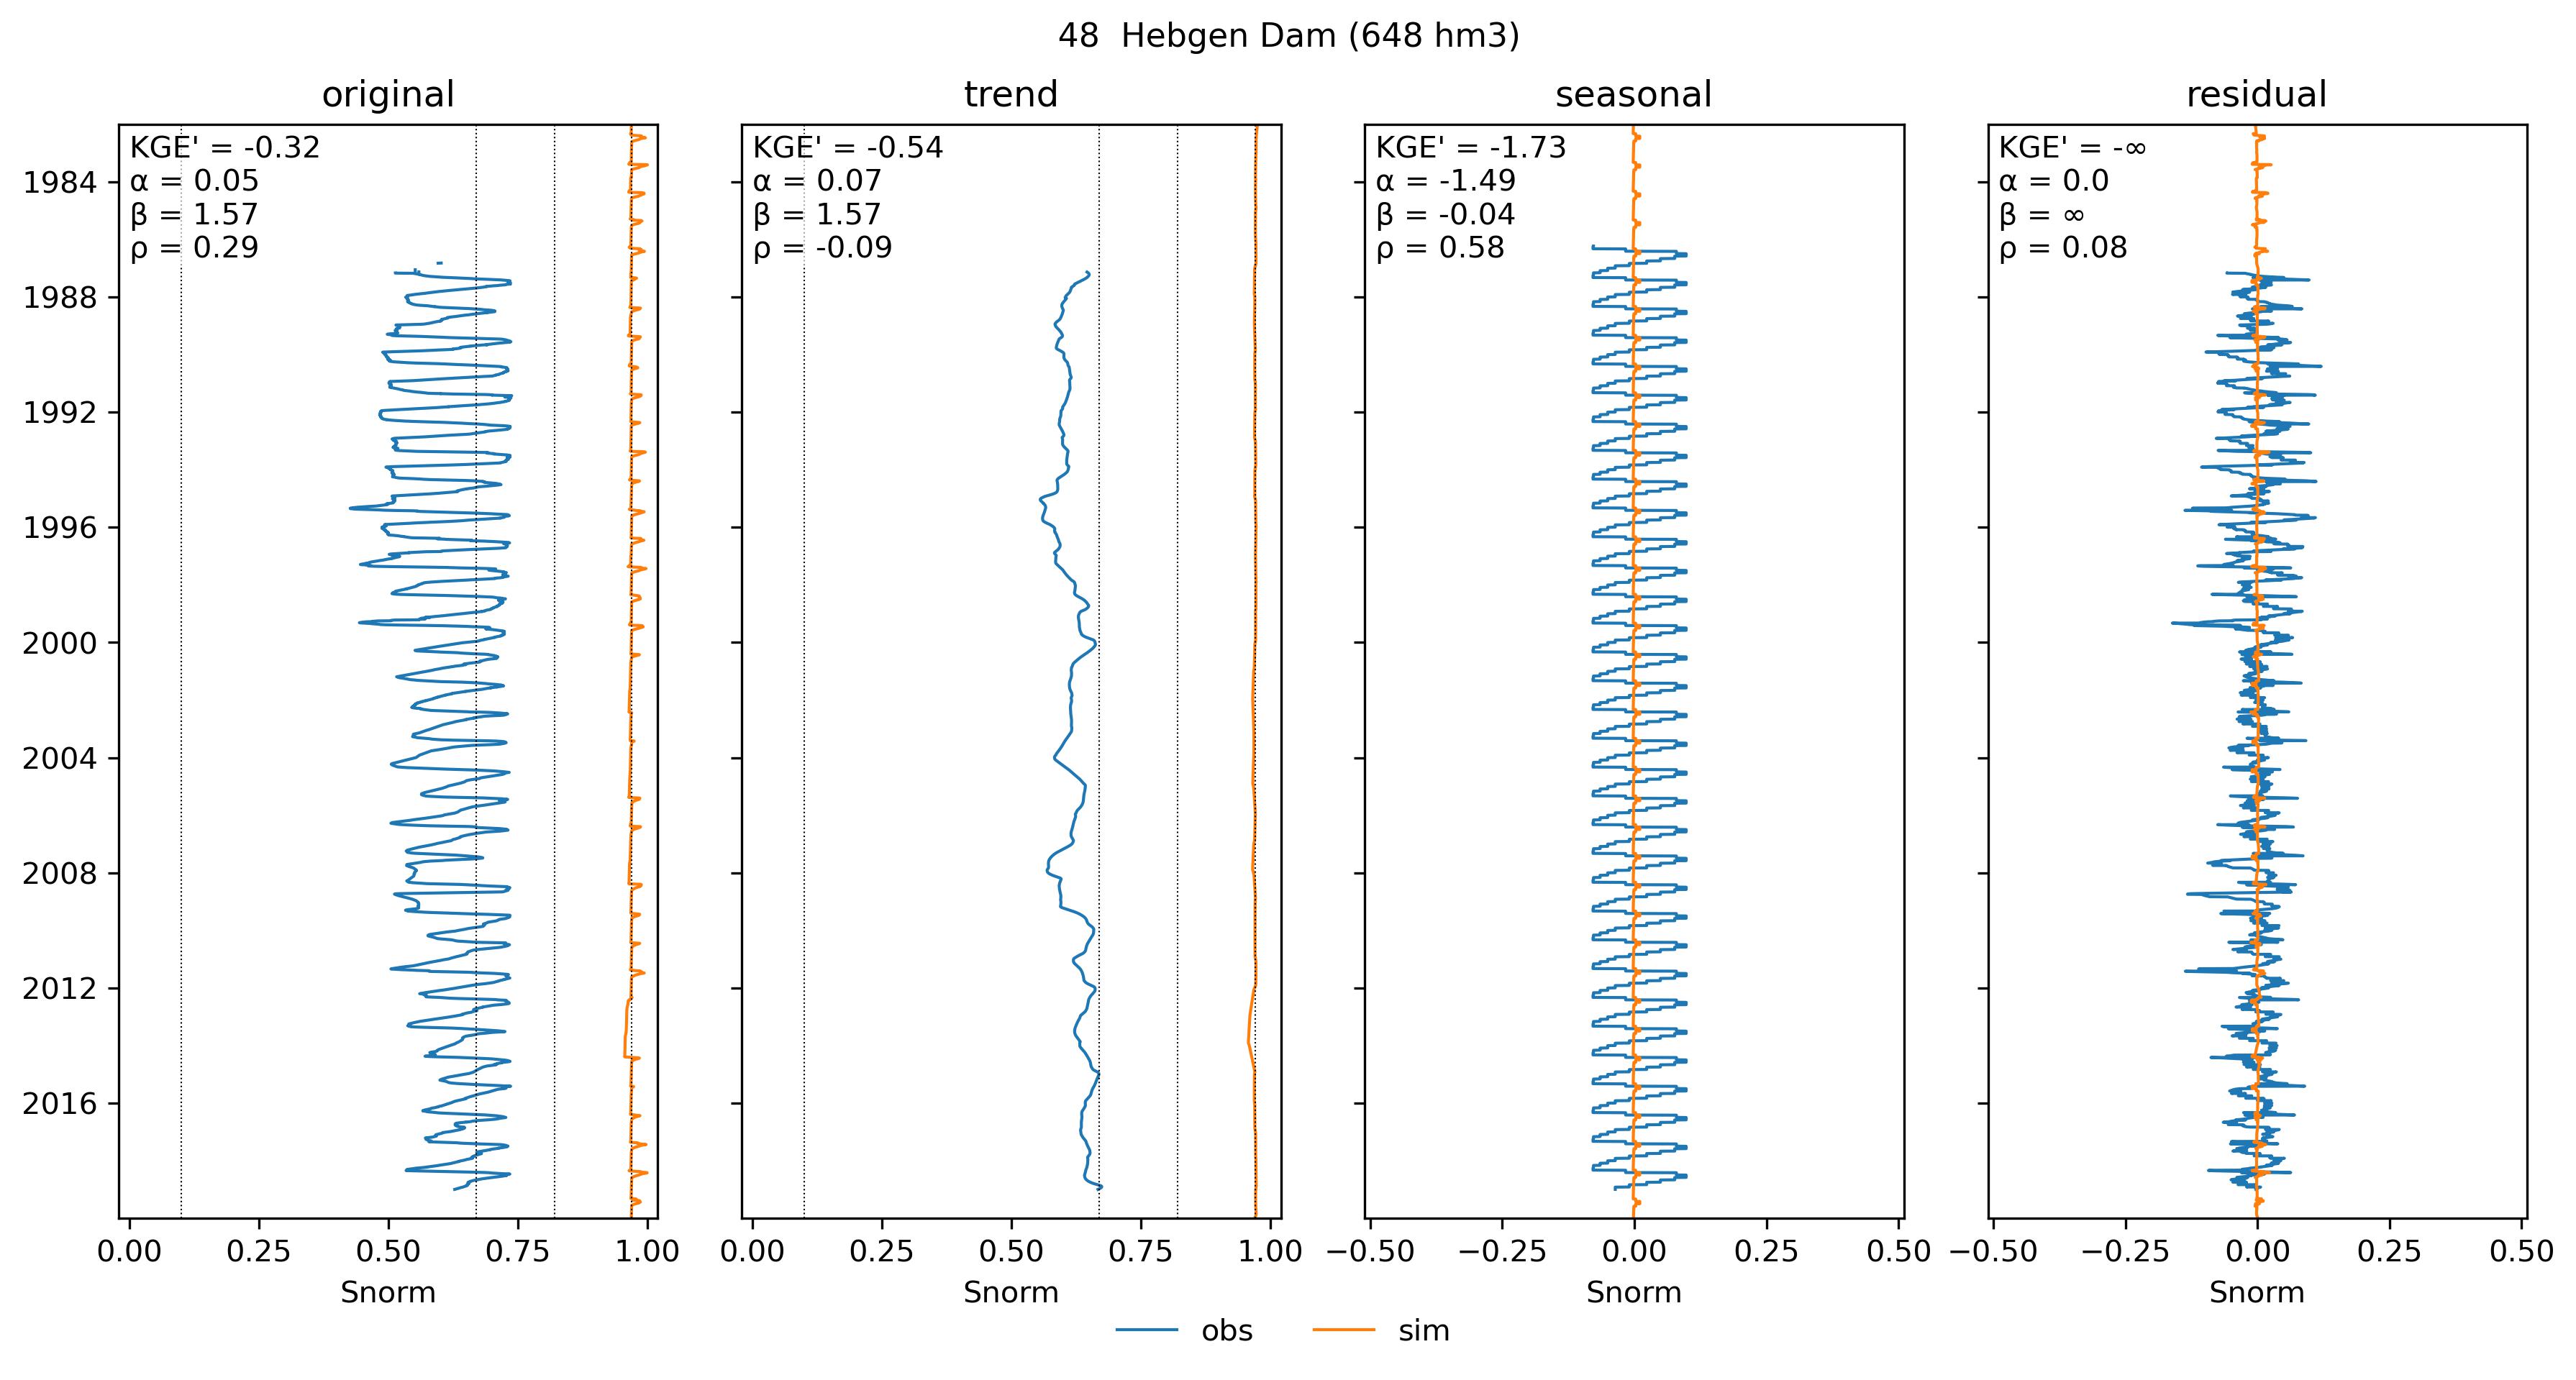 48  Hebgen Dam (648 hm3)
original
trend
seasonal
residual
KGE' = -0.32
α = 0.05
β = 1.57
ρ = 0.29
KGE' = -0.54
α = 0.07
β = 1.57
ρ = -0.09
KGE' = -1.73
α = -1.49
β = -0.04
ρ = 0.58
KGE' = -∞
α = 0.0
β = ∞
ρ = 0.08
1984
1988
1992
1996
2000
2004
2008
2012
2016
0.00 0.25 0.50 0.75 1.00
0.00 0.25 0.50 0.75 1.00
−0.50 −0.25 0.00 0.25 0.50
−0.50 −0.25 0.00 0.25 0.50
Snorm
Snorm
Snorm
Snorm
obs
sim